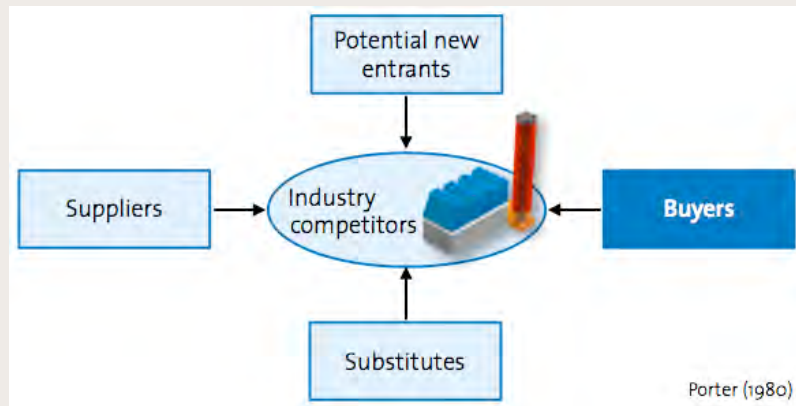 Potential new
entrants
Suppliers
Industry
competitors
Buyers
Substitutes
Porter (1980)